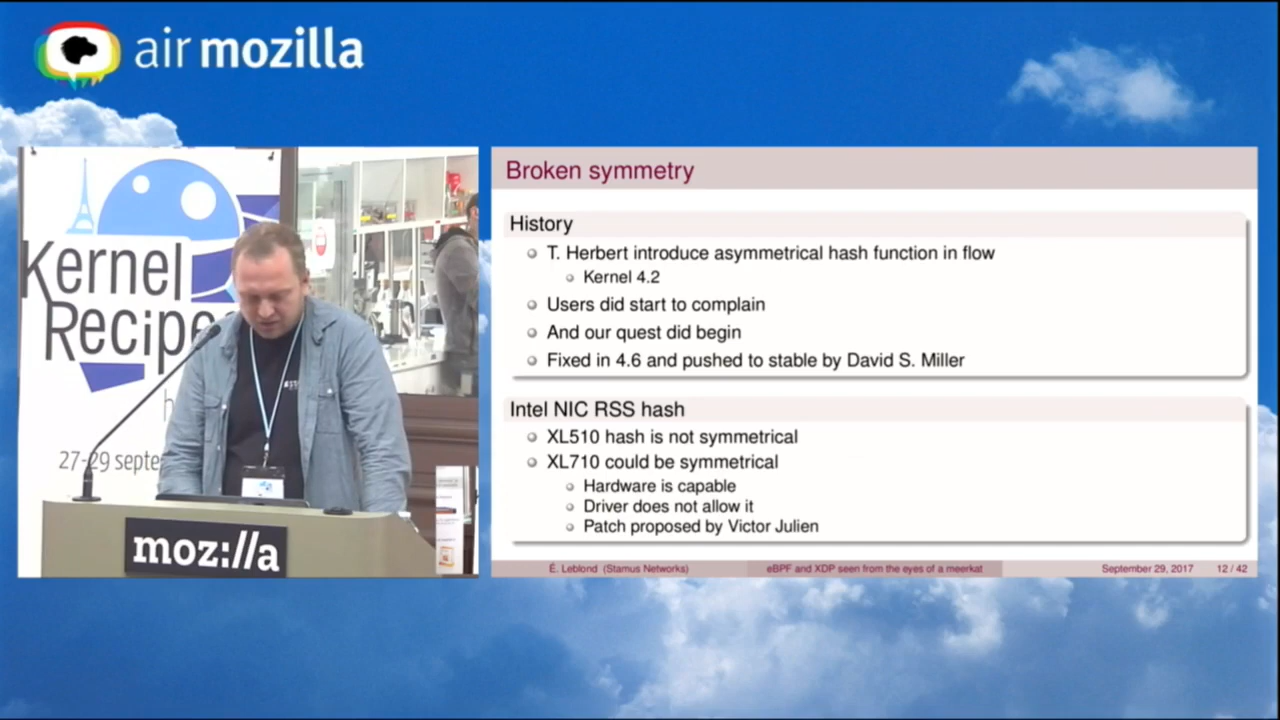 air mozilla
Kernel
Recipe
27-29 septe
moz://a
Broken symmetry
History
T. Herbert introduce asymmetrical hash function in flow
Kernel 4.2
Users did start to complain
And our quest did begin
Fixed in 4.6 and pushed to stable by David S. Miller
Intel NIC RSS hash
XL510 hash is not symmetrical
XL710 could be symmetrical
Hardware is capable
Driver does not allow it
Patch proposed by Victor Julien
É. Leblond (Stamus Networks) eBPF and XDP seen from the eyes of a meerkat September 29, 2017 12 / 42